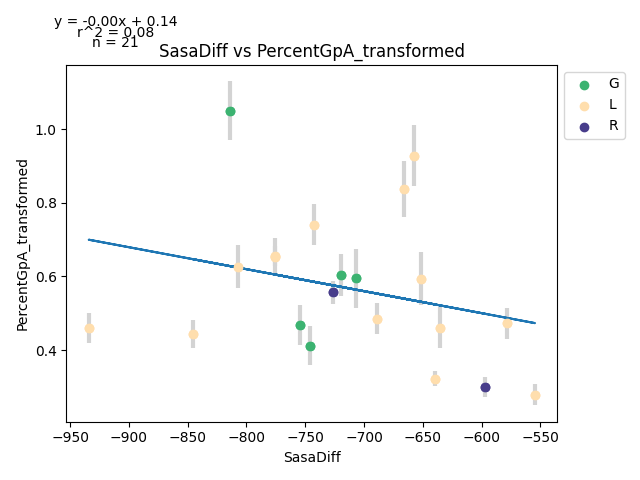 y = -0.00x + 0.14
r^2 = 0.08
n = 21
SasaDiff vs PercentGpA_transformed
G
L
R
PercentGpA_transformed
1.0
0.8
0.6
0.4
−950
−900
−850
−800
−750
−700
−650
−600
−550
SasaDiff